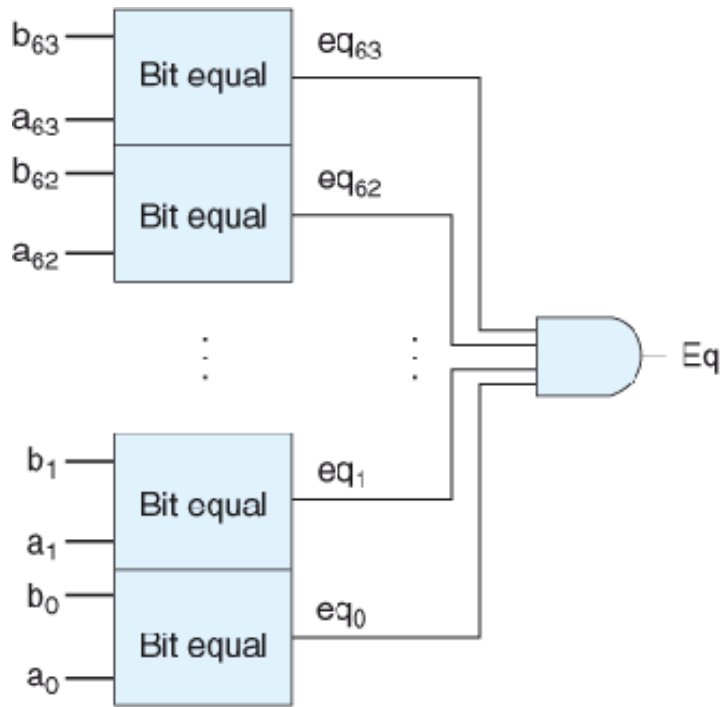 b₆₃
Bit equal
eq₆₃
a₆₃
b₆₂
Bit equal
eq₆₂
a₆₂
Eq
b₁
Bit equal
eq₁
a₁
b₀
Bit equal
eq₀
a₀